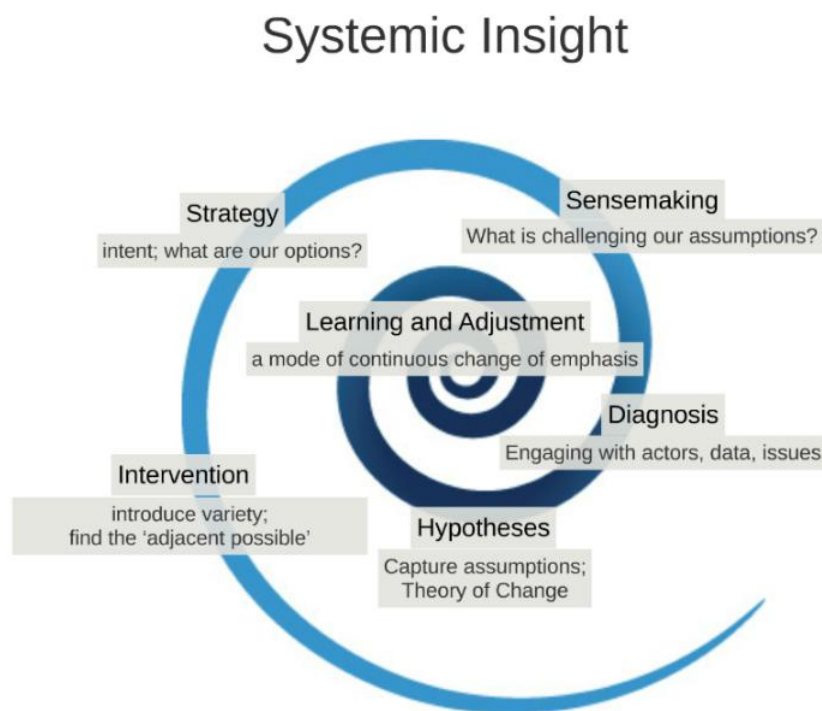 Systemic Insight
Strategy
intent; what are our options?
Sensemaking
What is challenging our assumptions?
Learning and Adjustment
a mode of continuous change of emphasis
Diagnosis
Engaging with actors, data, issues
Intervention
introduce variety;
find the ‘adjacent possible’
Hypotheses
Capture assumptions;
Theory of Change